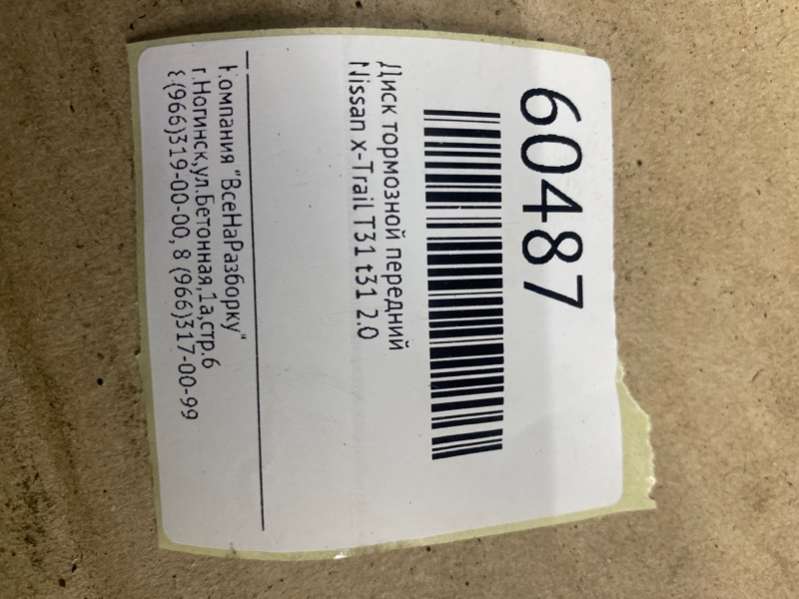 60487
Диск тормозной передний
Nissan x-Trail T31 t31 2.0
Компания "ВсеНаРазборку"
г.Ногинск,ул.Бетонная,1а,стр.6
8 (966)319-00-00, 8 (966)317-00-99